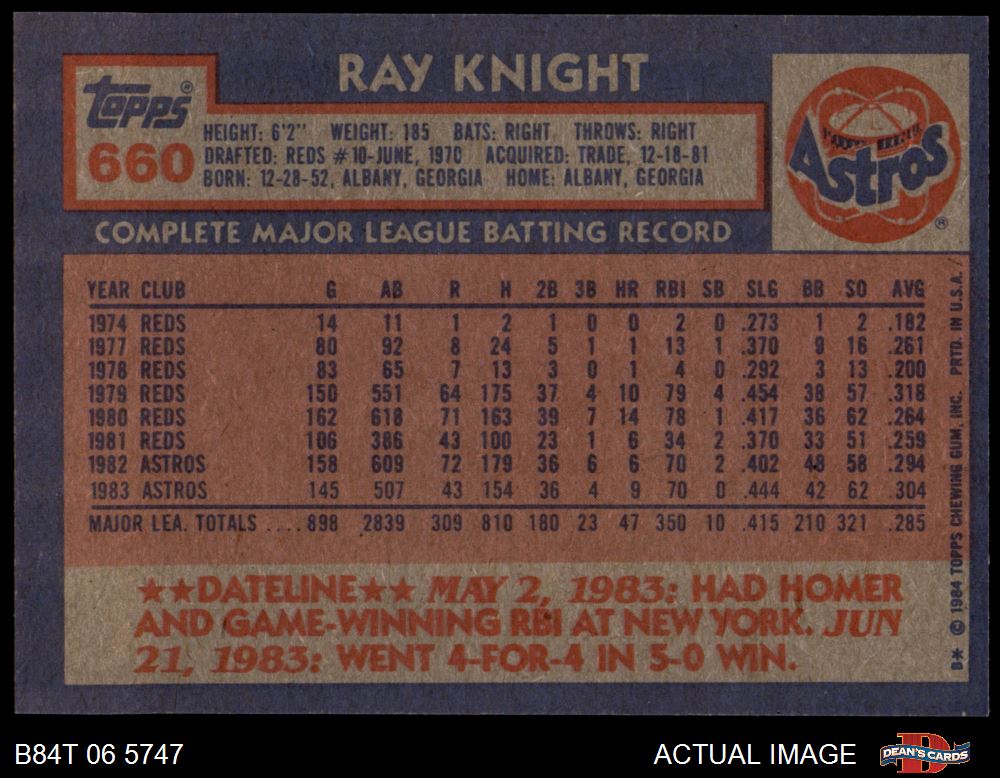 RAY KNIGHT
Topps®
660
HEIGHT: 6'2" WEIGHT: 185 BATS: RIGHT THROWS: RIGHT
DRAFTED: REDS #10-JUNE, 1970 ACQUIRED: TRADE, 12-18-81
BORN: 12-28-52, ALBANY, GEORGIA HOME: ALBANY, GEORGIA
Astros
®
COMPLETE MAJOR LEAGUE BATTING RECORD
YEAR CLUB G AB R H 2B 3B HR RBI SB SLG BB SO AVG
1974 REDS 14 11 1 2 1 0 0 2 0 .273 1 2 .182
1977 REDS 80 92 8 24 5 1 1 13 1 .370 9 16 .261
1978 REDS 83 65 7 13 3 0 1 4 0 .292 3 13 .200
1979 REDS 150 551 64 175 37 4 10 79 4 .454 38 57 .318
1980 REDS 162 618 71 163 39 7 14 78 1 .417 36 62 .264
1981 REDS 106 386 43 100 23 1 6 34 2 .370 33 51 .259
1982 ASTROS 158 609 72 179 36 6 6 70 2 .402 48 58 .294
1983 ASTROS 145 507 43 154 36 4 9 70 0 .444 42 62 .304
MAJOR LEA. TOTALS ....898 2839 309 810 180 23 47 350 10 .415 210 321 .285
★★DATELINE★★ MAY 2, 1983: HAD HOMER
AND GAME-WINNING RBI AT NEW YORK. JUN
21, 1983: WENT 4-FOR-4 IN 5-0 WIN.
B* © 1984 TOPPS CHEWING GUM, INC. PRTD. IN U.S.A.
B84T 06 5747
ACTUAL IMAGE
DEAN'S CARDS